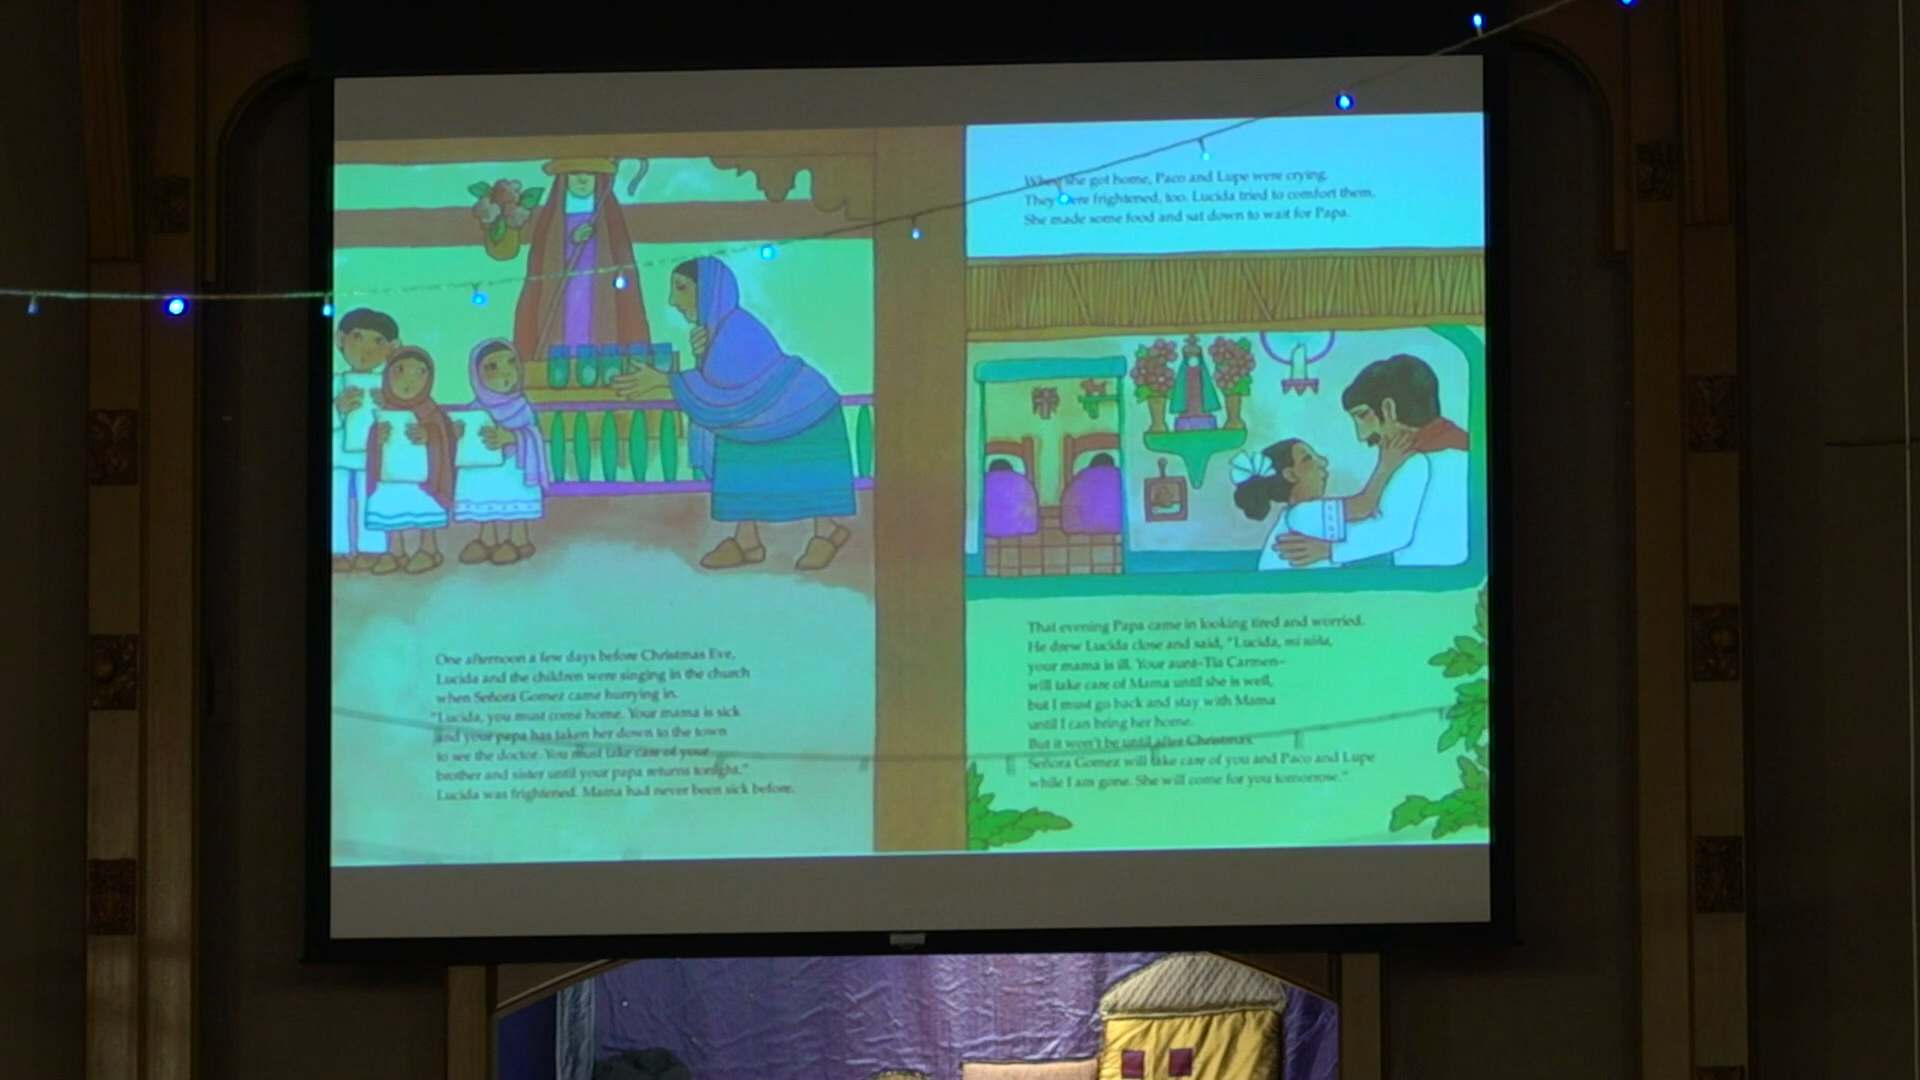 One afternoon a few days before Christmas Eve,
Lucida and the children were singing in the church
when Señora Gomez came hurrying in.
"Lucida, you must come home. Your mama is sick
and your papa has taken her down to the town
to see the doctor. You must take care of your
brother and sister until your papa returns tonight."
Lucida was frightened. Mama had never been sick before.
When she got home, Paco and Lupe were crying.
They were frightened, too. Lucida tried to comfort them.
She made some food and sat down to wait for Papa.
That evening Papa came in looking tired and worried.
He drew Lucida close and said, "Lucida, mi niña,
your mama is ill. Your aunt–Tia Carmen–
will take care of Mama until she is well,
but I must go back and stay with Mama
until I can bring her home.
But it won't be until after Christmas.
Señora Gomez will take care of you and Paco and Lupe
while I am gone. She will come for you tomorrow."